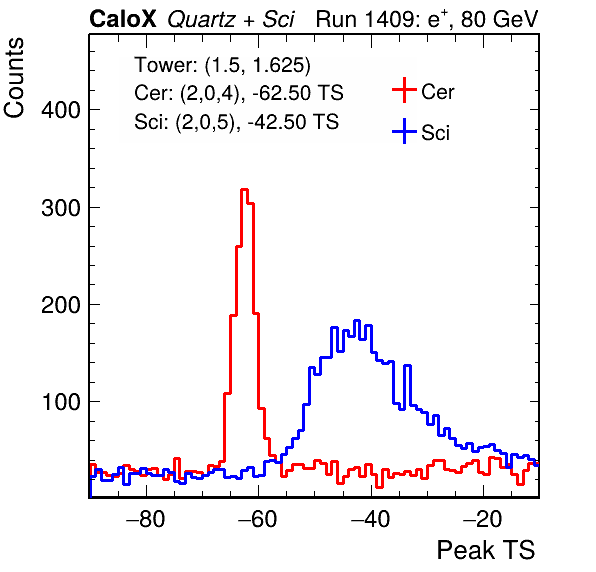 CaloX Quartz + Sci Run 1409: e+, 80 GeV
Counts
Tower: (1.5, 1.625)
Cer: (2,0,4), -62.50 TS
Sci: (2,0,5), -42.50 TS
Cer
Sci
400
300
200
100
−80 −60 −40 −20
Peak TS